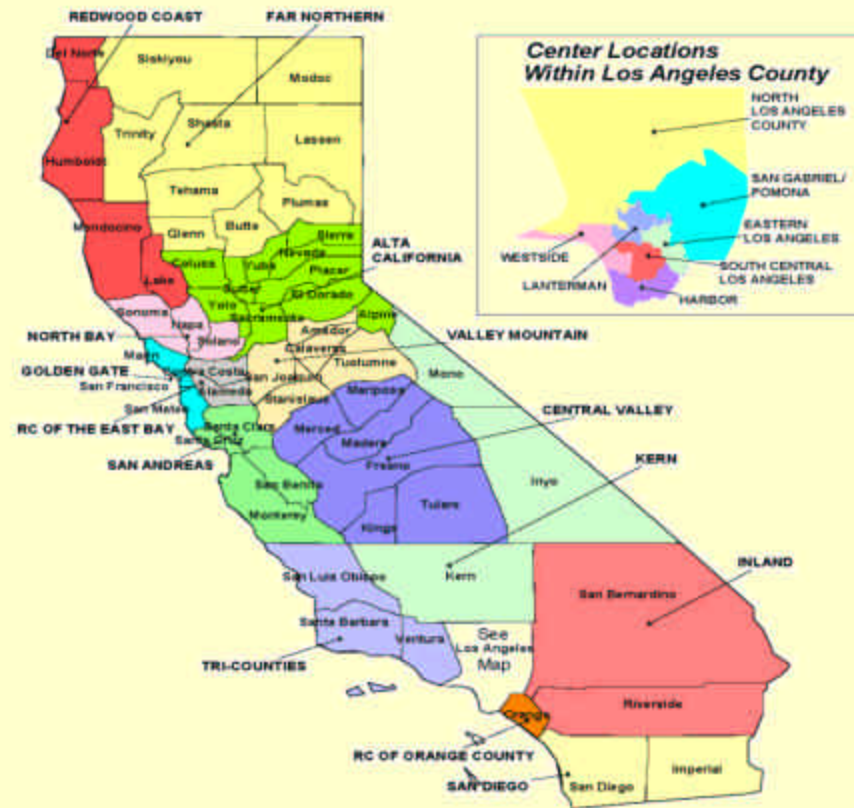 REDWOOD COAST
FAR NORTHERN
Del Norte
Siskiyou
Modoc
Trinity
Shasta
Lassen
Humboldt
Tehama
Plumas
Mendocino
Glenn
Butte
Sierra
Nevada
Yuba
Placer
Colusa
Sutter
Lake
Yolo
El Dorado
Sacramento
Alpine
ALTA
CALIFORNIA
Sonoma
Napa
Solano
Amador
Calaveras
NORTH BAY
VALLEY MOUNTAIN
Marin
GOLDEN GATE
San Francisco
Contra Costa
Alameda
San Joaquin
Tuolumne
Mono
Stanislaus
Mariposa
San Mateo
RC OF THE EAST BAY
Santa Clara
Santa Cruz
Merced
Madera
CENTRAL VALLEY
SAN ANDREAS
Fresno
KERN
San Benito
Inyo
Monterey
Kings
Tulare
INLAND
San Luis Obispo
Kern
San Bernardino
Santa Barbara
Ventura
See
Los Angeles
Map
TRI-COUNTIES
Orange
Riverside
RC OF ORANGE COUNTY
SAN DIEGO
San Diego
Imperial
Center Locations
Within Los Angeles County
NORTH
LOS ANGELES
COUNTY
SAN GABRIEL/
POMONA
EASTERN
LOS ANGELES
WESTSIDE
SOUTH CENTRAL
LOS ANGELES
LANTERMAN
HARBOR